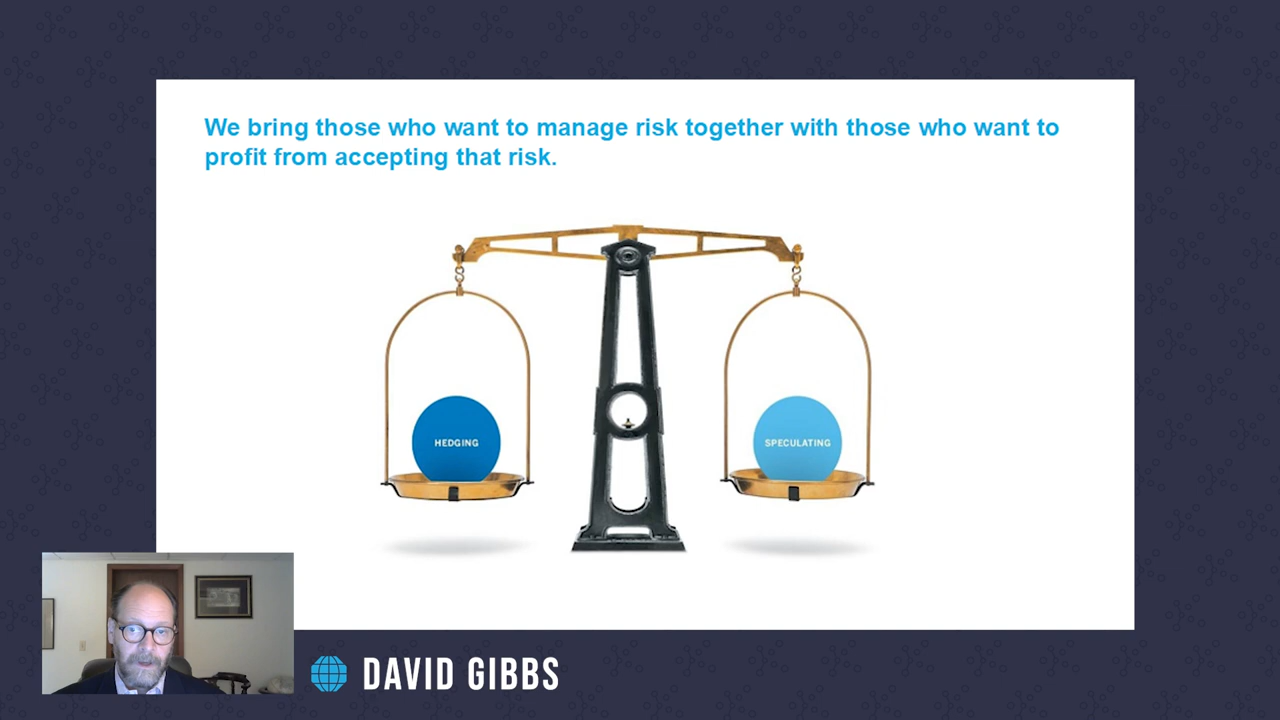 We bring those who want to manage risk together with those who want to
profit from accepting that risk.
HEDGING
SPECULATING
DAVID GIBBS